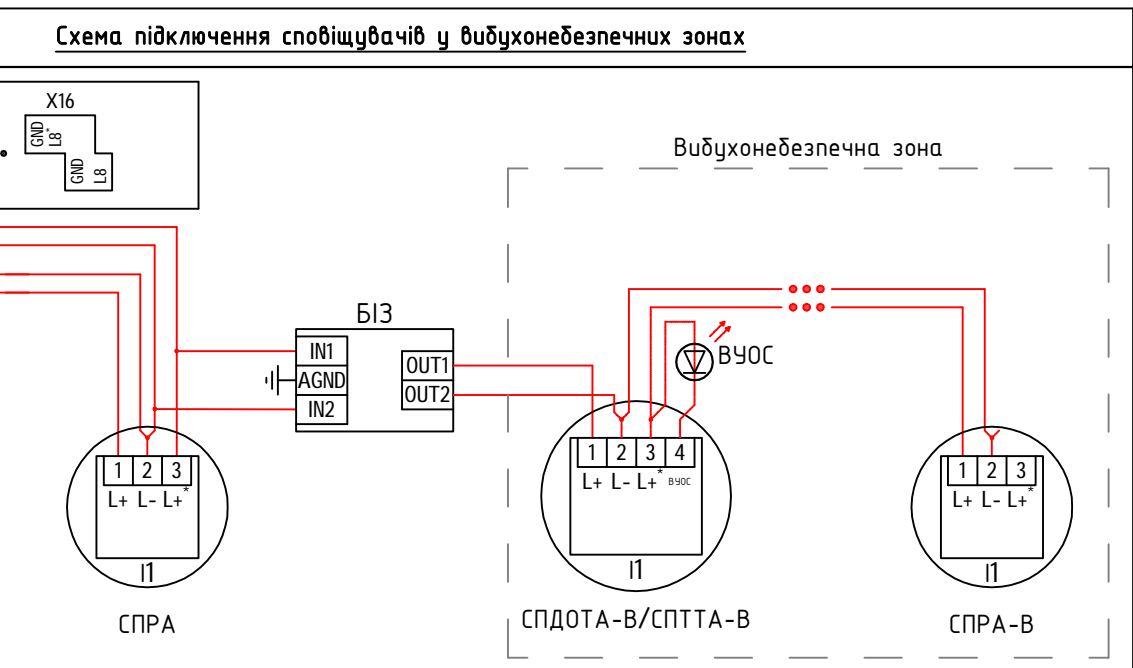 Схема підключення сповіщувачів у вибухонебезпечних зонах
X16
GND
L8*
GND
L8
Вибухонебезпечна зона
БІЗ
IN1
AGND
IN2
OUT1
OUT2
ВУОС
1 2 3
L+ L- L+*
I1
СПРА
1 2 3 4
L+ L- L+* ВУОС
I1
СПДОТА-В/СПТТА-В
1 2 3
L+ L- L+*
I1
СПРА-В